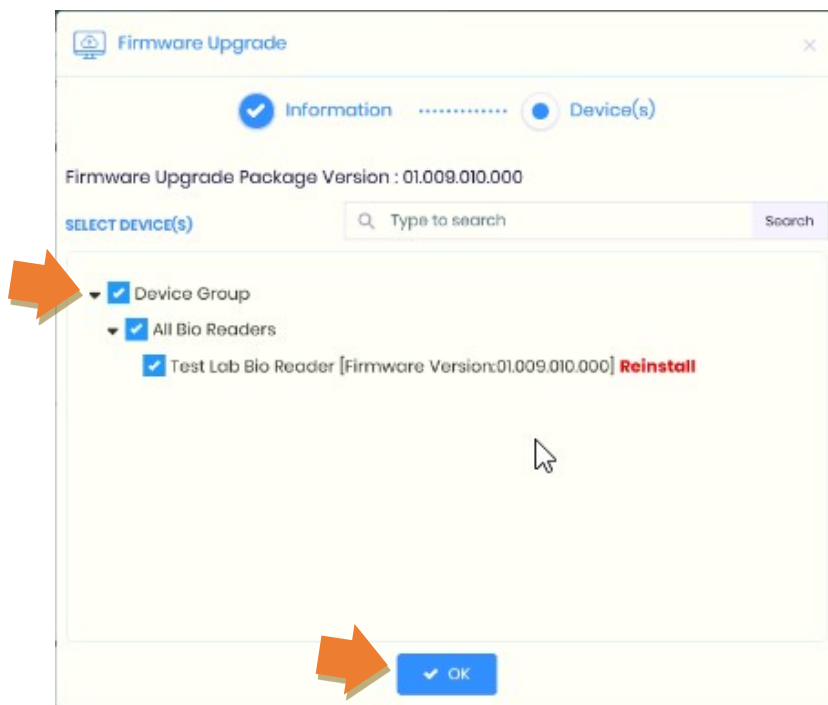 Firmware Upgrade
Information
Device(s)
Firmware Upgrade Package Version : 01.009.010.000
SELECT DEVICE(S)
Type to search
Search
Device Group
All Bio Readers
Test Lab Bio Reader [Firmware Version:01.009.010.000] Reinstall
OK